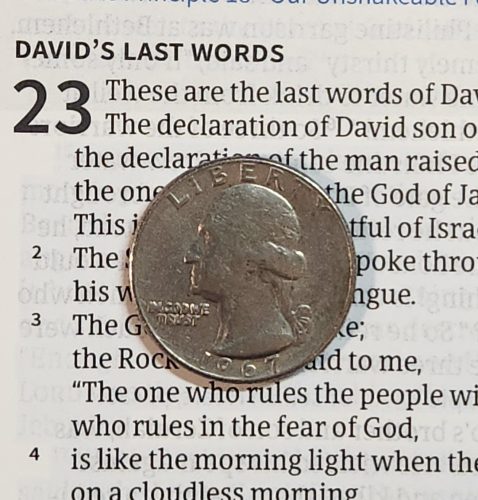 DAVID'S LAST WORDS
23 These are the last words of Dav
The declaration of David son o
the declaration of the man raised
the one the God of Ja
This i tful of Isra
2 The S poke thro
his w ngue.
3 The G e;
the Rock aid to me,
"The one who rules the people wi
who rules in the fear of God,
4 is like the morning light when the
on a cloudless morning
LIBERTY
IN GOD WE
TRUST
1967